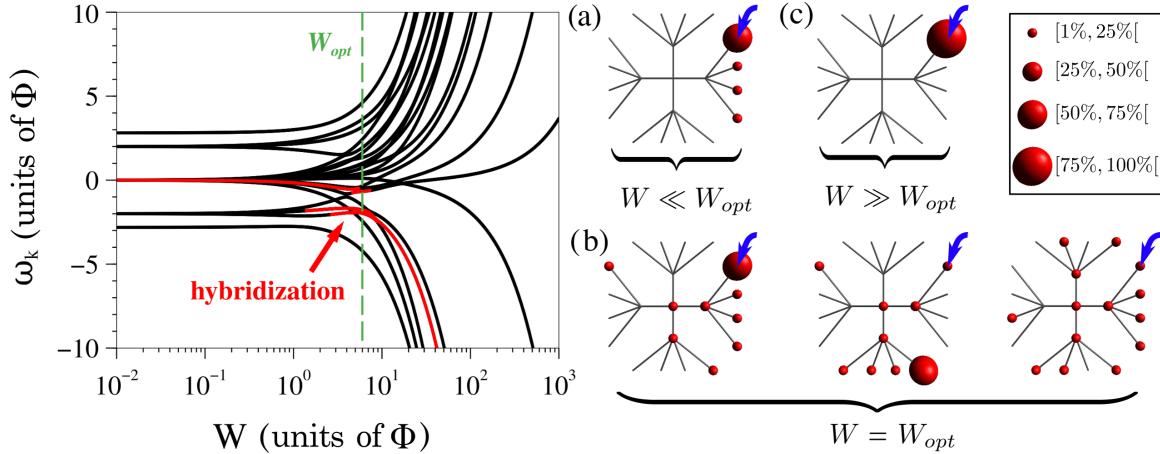 ω_k (units of Φ)
10
5
0
−5
−10
W_opt
hybridization
10^−2
10^−1
10^0
10^1
10^2
10^3
W (units of Φ)
(a)
W ≪ W_opt
(c)
W ≫ W_opt
[1%, 25%[
[25%, 50%[
[50%, 75%[
[75%, 100%[
(b)
W = W_opt